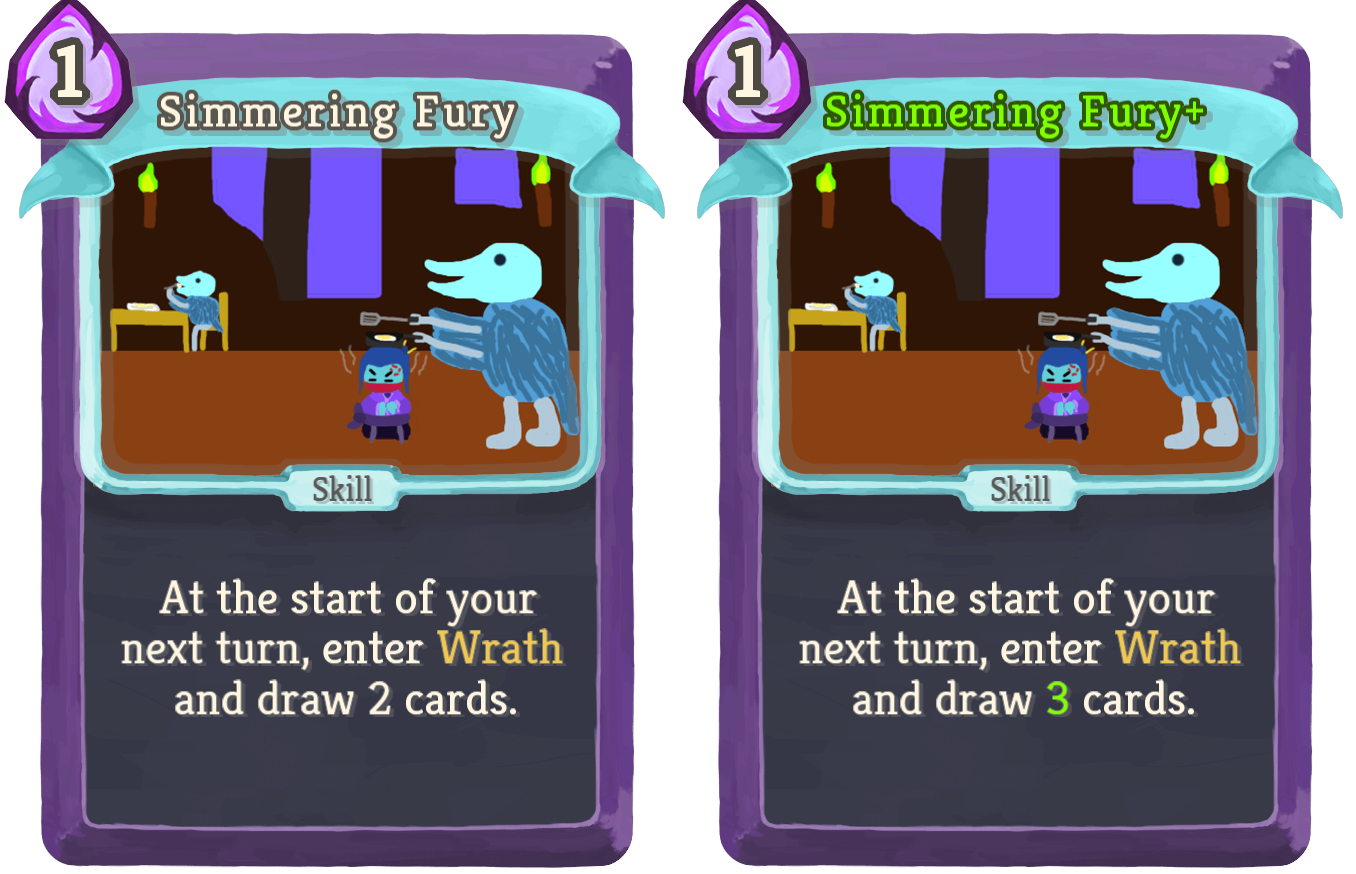 1
Simmering Fury
Skill
At the start of your
next turn, enter Wrath
and draw 2 cards.
1
Simmering Fury+
Skill
At the start of your
next turn, enter Wrath
and draw 3 cards.